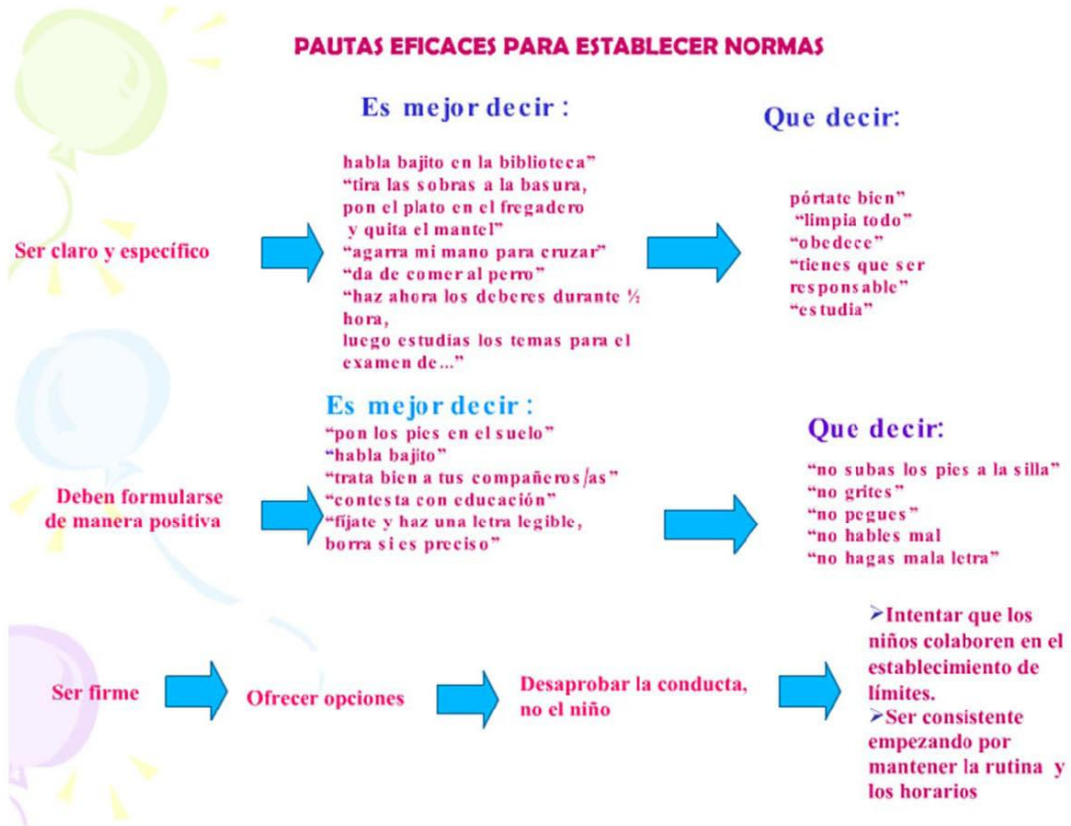 PAUTAS EFICACES PARA ESTABLECER NORMAS
Es mejor decir :
Que decir:
Ser claro y específico
habla bajito en la biblioteca”
“tira las sobras a la basura,
pon el plato en el fregadero
y quita el mantel”
“agarra mi mano para cruzar”
“da de comer al perro”
“haz ahora los deberes durante ½
hora,
luego estudias los temas para el
examen de...”
pórtate bien”
“limpia todo”
“obedece”
“tienes que ser
responsable”
“estudia”
Es mejor decir :
Que decir:
Deben formularse
de manera positiva
“pon los pies en el suelo”
“habla bajito”
“trata bien a tus compañeros/as”
“contesta con educación”
“fíjate y haz una letra legible,
borra si es preciso”
“no subas los pies a la silla”
“no grites”
“no pegues”
“no hables mal
“no hagas mala letra”
Ser firme
Ofrecer opciones
Desaprobar la conducta,
no el niño
➢Intentar que los
niños colaboren en el
establecimiento de
límites.
➢Ser consistente
empezando por
mantener la rutina y
los horarios